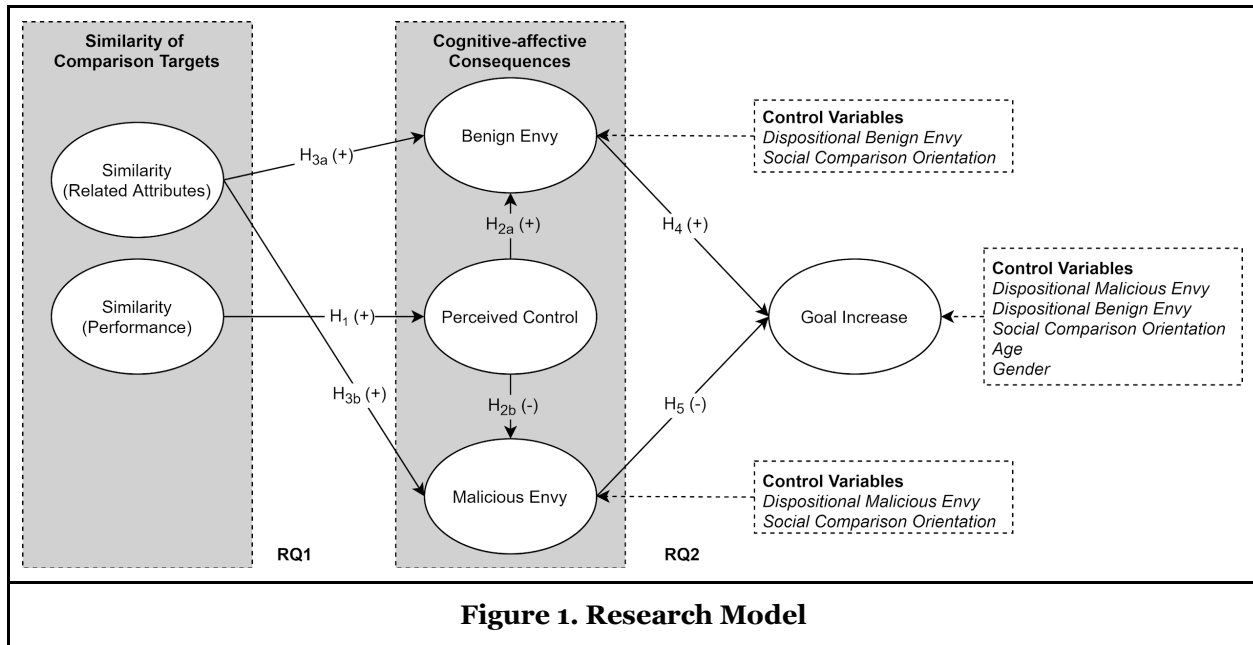 Similarity of
Comparison Targets
Cognitive-affective
Consequences
Similarity
(Related Attributes)
Similarity
(Performance)
H3a (+)
H1 (+)
H3b (+)
Benign Envy
H2a (+)
Perceived Control
H2b (-)
Malicious Envy
RQ1
RQ2
H4 (+)
H5 (-)
Control Variables
Dispositional Benign Envy
Social Comparison Orientation
Goal Increase
Control Variables
Dispositional Malicious Envy
Dispositional Benign Envy
Social Comparison Orientation
Age
Gender
Control Variables
Dispositional Malicious Envy
Social Comparison Orientation
Figure 1. Research Model